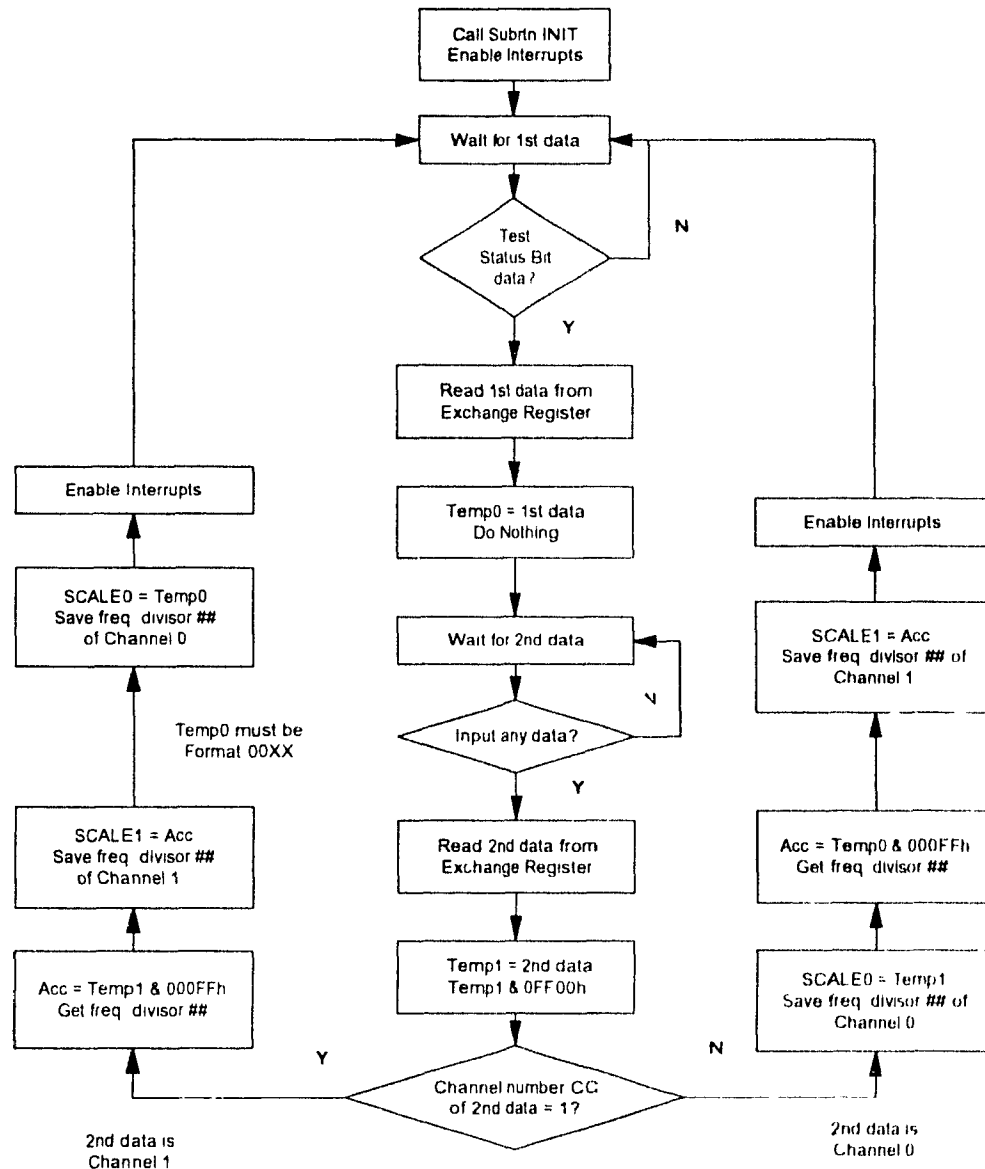 Call Subrtn INIT
Enable Interrupts
Wait for 1st data
N
Test
Status Bit
data?
Y
Read 1st data from
Exchange Register
Enable Interrupts
Temp0 = 1st data
Do Nothing
Enable Interrupts
SCALE0 = Temp0
Save freq divisor ##
of Channel 0
Wait for 2nd data
SCALE1 = Acc
Save freq divisor ## of
Channel 1
N
Temp0 must be
Format 00XX
Input any data?
Y
SCALE1 = Acc
Save freq divisor ##
of Channel 1
Read 2nd data from
Exchange Register
Acc = Temp0 & 000FFh
Get freq divisor ##
Acc = Temp1 & 000FFh
Get freq divisor ##
Temp1 = 2nd data
Temp1 & 0FF00h
SCALE0 = Temp1
Save freq divisor ## of
Channel 0
Y
N
Channel number CC
of 2nd data = 1?
2nd data is
Channel 1
2nd data is
Channel 0